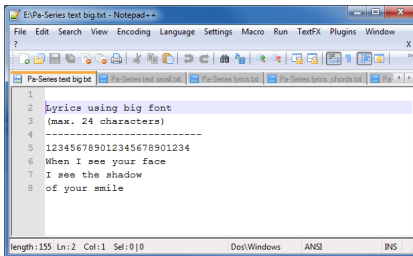 E:\Pa-Series text big.txt - Notepad++
File Edit Search View Encoding Language Settings Macro Run TextFX Plugins Window
? X
Pa-Series text big.txt Pa-Series text small.txt Pa-Series lyrics.txt Pa-Series lyrics_chords.txt Pa-
1
2 Lyrics using big font
3 (max. 24 characters)
4 ----------------------------
5 123456789012345678901234
6 When I see your face
7 I see the shadow
8 of your smile
length : 155 Ln : 2 Col : 1 Sel : 0 | 0 Dos\Windows ANSI INS